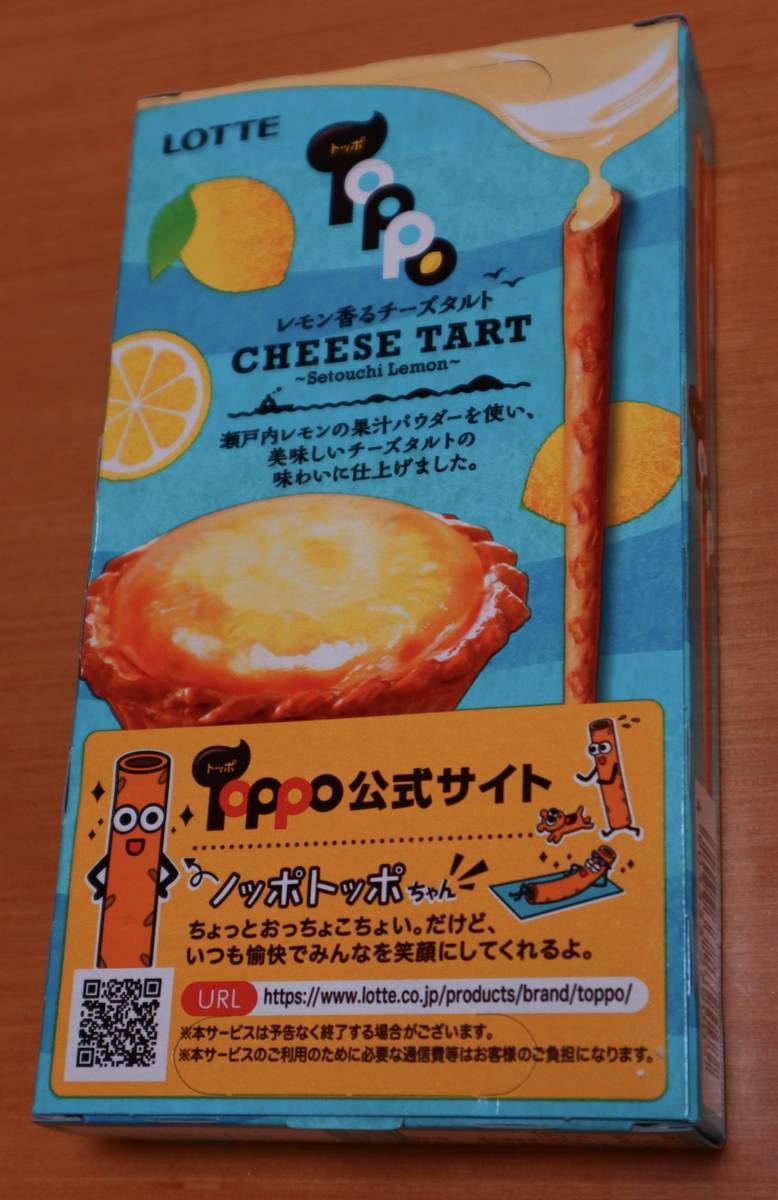 LOTTE
トッポ
Toppo
レモン香るチーズタルト
CHEESE TART
~Setouchi Lemon~
瀬戸内レモンの果汁パウダーを使い、
美味しいチーズタルトの
味わいに仕上げました。
トッポ
Toppo公式サイト
ノッポトッポちゃん
ちょっとおっちょこちょい。だけど、
いつも愉快でみんなを笑顔にしてくれるよ。
URL https://www.lotte.co.jp/products/brand/toppo/
※本サービスは予告なく終了する場合がございます。
※本サービスのご利用のために必要な通信費等はお客様のご負担になります。